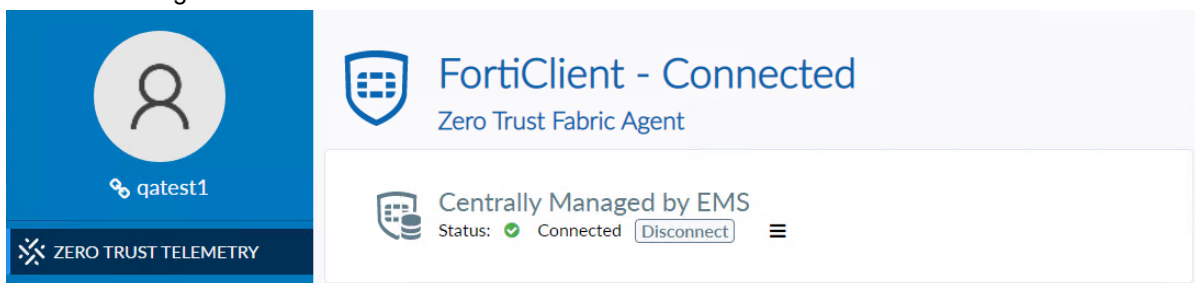 qatest1
ZERO TRUST TELEMETRY
FortiClient - Connected
Zero Trust Fabric Agent
Centrally Managed by EMS
Status: Connected Disconnect